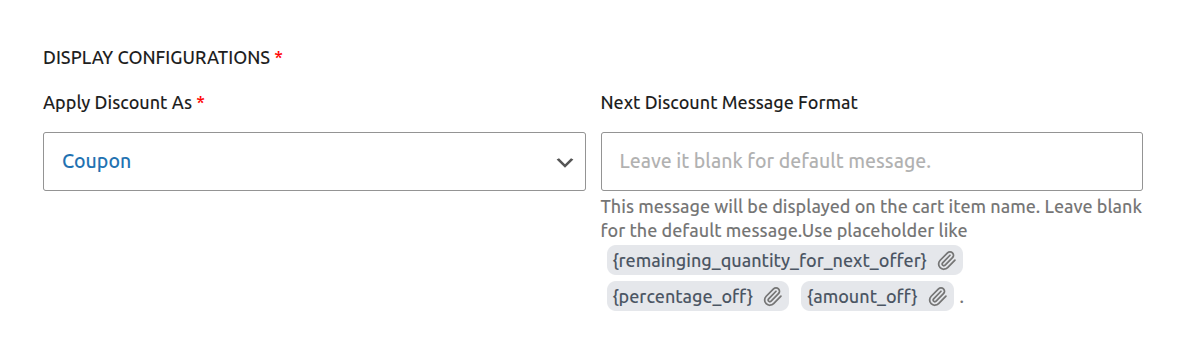 DISPLAY CONFIGURATIONS *
Apply Discount As *
Coupon
Next Discount Message Format
Leave it blank for default message.
This message will be displayed on the cart item name. Leave blank
for the default message.Use placeholder like
{remainging_quantity_for_next_offer}
{percentage_off} {amount_off} .